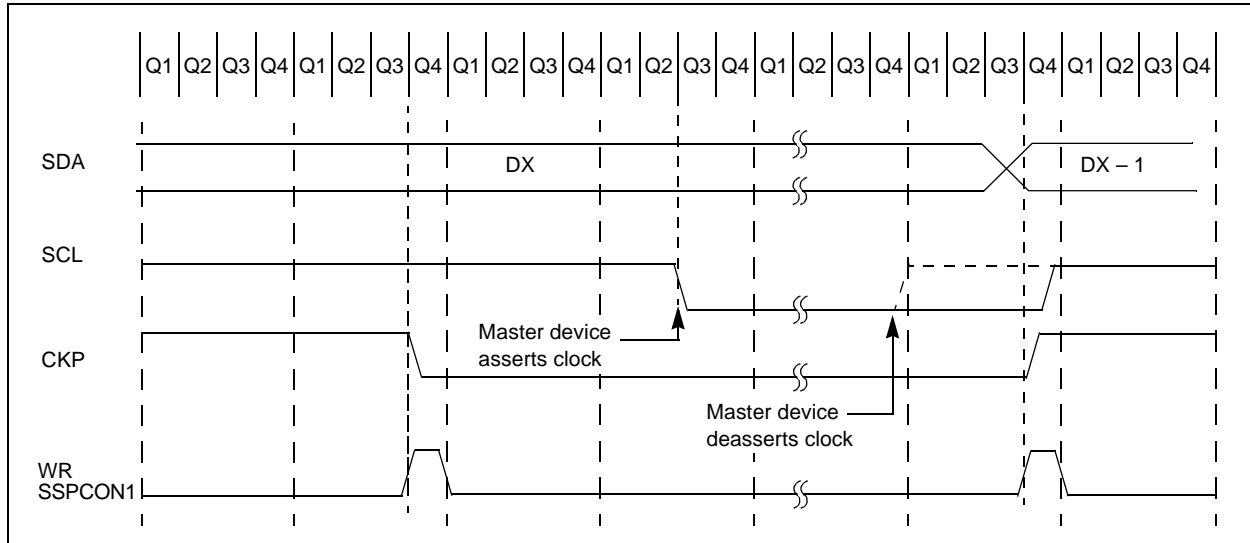 Q1 Q2 Q3 Q4 Q1 Q2 Q3 Q4 Q1 Q2 Q3 Q4 Q1 Q2 Q3 Q4 Q1 Q2 Q3 Q4 Q1 Q2 Q3 Q4 Q1 Q2 Q3 Q4
SDA
DX
DX – 1
SCL
Master device
asserts clock
CKP
Master device
deasserts clock
WR
SSPCON1